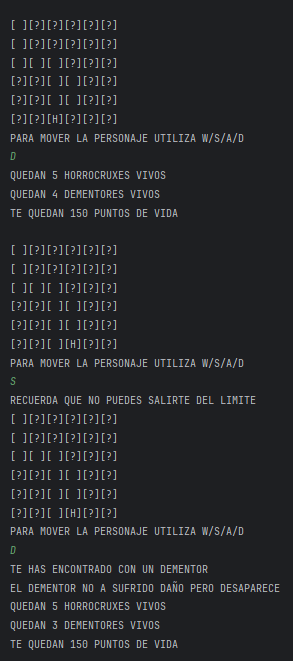 [ ][?][?][?][?][?]
[ ][?][?][?][?][?]
[ ][ ][ ][?][?][?]
[?][?][ ][ ][?][?]
[?][?][ ][ ][?][?]
[?][?][H][?][?][?]
PARA MOVER LA PERSONAJE UTILIZA W/S/A/D
D
QUEDAN 5 HORROCRUXES VIVOS
QUEDAN 4 DEMENTORES VIVOS
TE QUEDAN 150 PUNTOS DE VIDA

[ ][?][?][?][?][?]
[ ][?][?][?][?][?]
[ ][ ][ ][?][?][?]
[?][?][ ][ ][?][?]
[?][?][ ][ ][?][?]
[?][?][ ][H][?][?]
PARA MOVER LA PERSONAJE UTILIZA W/S/A/D
S
RECUERDA QUE NO PUEDES SALIRTE DEL LIMITE
[ ][?][?][?][?][?]
[ ][?][?][?][?][?]
[ ][ ][ ][?][?][?]
[?][?][ ][ ][?][?]
[?][?][ ][ ][?][?]
[?][?][ ][H][?][?]
PARA MOVER LA PERSONAJE UTILIZA W/S/A/D
D
TE HAS ENCONTRADO CON UN DEMENTOR
EL DEMENTOR NO A SUFRIDO DAÑO PERO DESAPARECE
QUEDAN 5 HORROCRUXES VIVOS
QUEDAN 3 DEMENTORES VIVOS
TE QUEDAN 150 PUNTOS DE VIDA